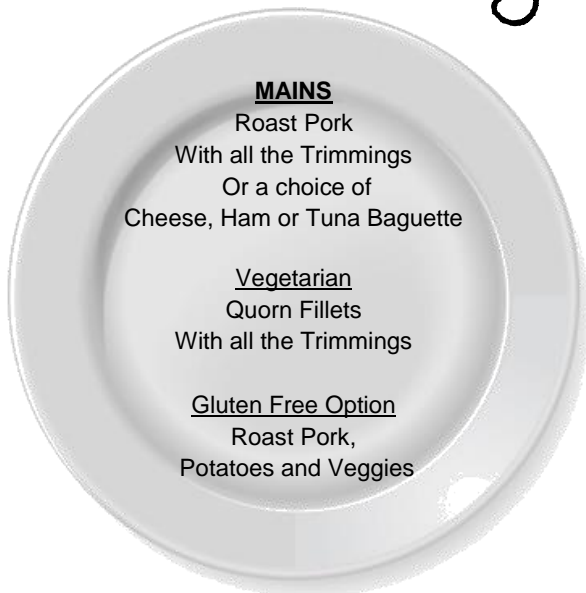 MAINS
Roast Pork
With all the Trimmings
Or a choice of
Cheese, Ham or Tuna Baguette
Vegetarian
Quorn Fillets
With all the Trimmings
Gluten Free Option
Roast Pork,
Potatoes and Veggies